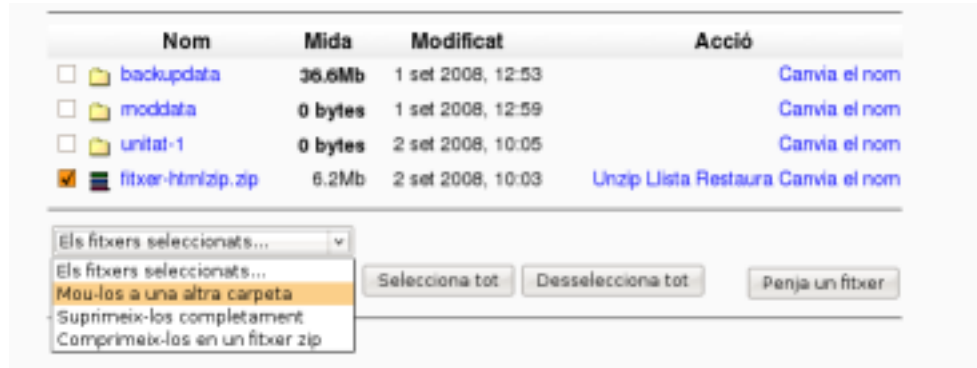 Nom Mida Modificat Acció
backupdata 36.6Mb 1 set 2008, 12:53 Canvia el nom
moddata 0 bytes 1 set 2008, 12:59 Canvia el nom
unitat-1 0 bytes 2 set 2008, 10:05 Canvia el nom
fitxer-htmlzip.zip 6.2Mb 2 set 2008, 10:03 Unzip Llista Restaura Canvia el nom
Els fitxers seleccionats...
Els fitxers seleccionats...
Mou-los a una altra carpeta
Suprimeix-los completament
Comprimeix-los en un fitxer zip
Selecciona tot Desselecciona tot Penja un fitxer